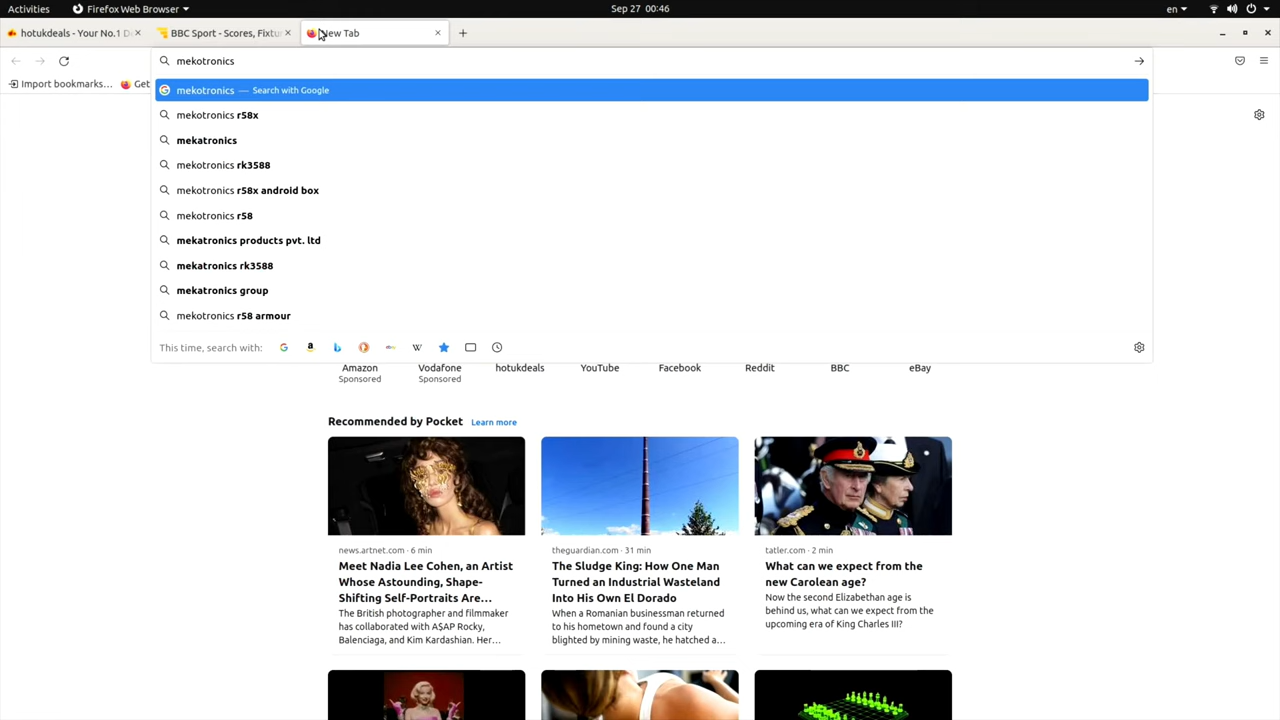 Activities
Firefox Web Browser
Sep 27 00:46
en
hotukdeals - Your No.1 D
BBC Sport - Scores, Fixtu
New Tab
mekotronics
Import bookmarks…
Get
mekotronics — Search with Google
mekotronics r58x
mekatronics
mekotronics rk3588
mekotronics r58x android box
mekotronics r58
mekatronics products pvt. ltd
mekatronics rk3588
mekatronics group
mekotronics r58 armour
This time, search with:
Amazon
Sponsored
Vodafone
Sponsored
hotukdeals
YouTube
Facebook
Reddit
BBC
eBay
Recommended by Pocket
Learn more
news.artnet.com · 6 min
Meet Nadia Lee Cohen, an Artist
Whose Astounding, Shape-
Shifting Self-Portraits Are…
The British photographer and filmmaker
has collaborated with A$AP Rocky,
Balenciaga, and Kim Kardashian. Her…
theguardian.com · 31 min
The Sludge King: How One Man
Turned an Industrial Wasteland
Into His Own El Dorado
When a Romanian businessman returned
to his hometown and found a city
blighted by mining waste, he hatched a…
tatler.com · 2 min
What can we expect from the
new Carolean age?
Now the second Elizabethan age is
behind us, what can we expect from the
upcoming era of King Charles III?